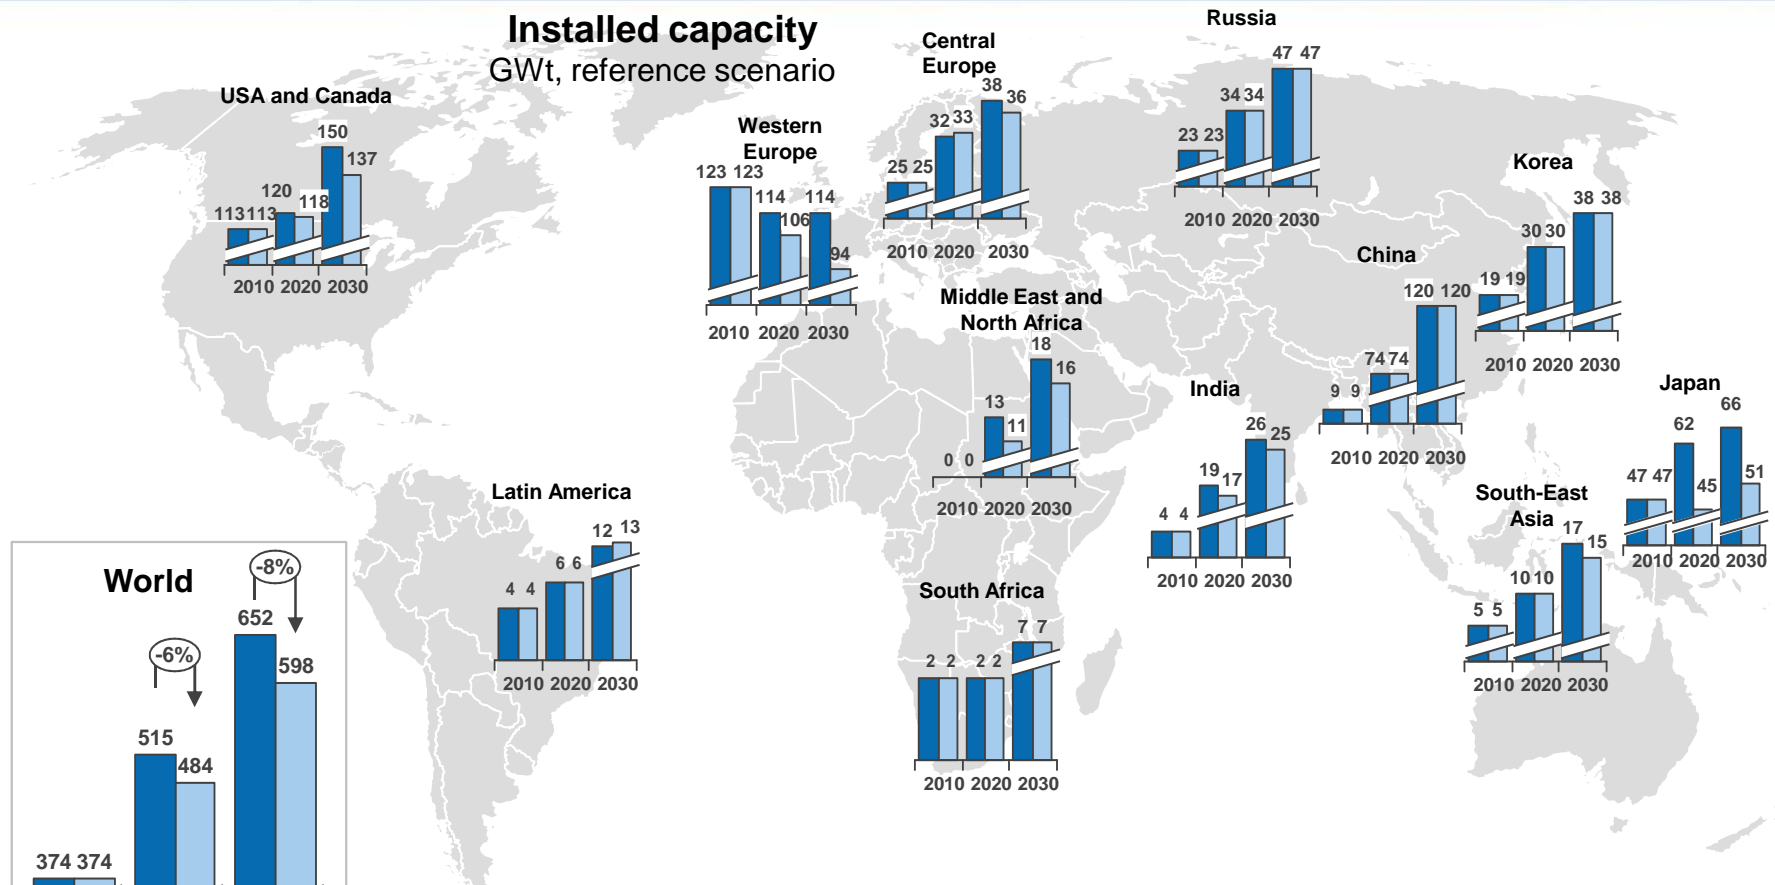 Installed capacity
GWt, reference scenario
USA and Canada
113 113 120 118 150 137
2010 2020 2030
Western
Europe
123 123 114 106 114 94
2010 2020 2030
Central
Europe
25 25 32 33 38 36
2010 2020 2030
Russia
23 23 34 34 47 47
2010 2020 2030
Korea
19 19 30 30 38 38
2010 2020 2030
China
9 9 74 74 120 120
2010 2020 2030
Middle East and
North Africa
0 0 13 11 18 16
2010 2020 2030
India
4 4 19 17 26 25
2010 2020 2030
Japan
47 47 62 45 66 51
2010 2020 2030
South-East
Asia
5 5 10 10 17 15
2010 2020 2030
Latin America
4 4 6 6 12 13
2010 2020 2030
South Africa
2 2 2 2 7 7
2010 2020 2030
World
-8%
652
-6%
598
515
484
374 374